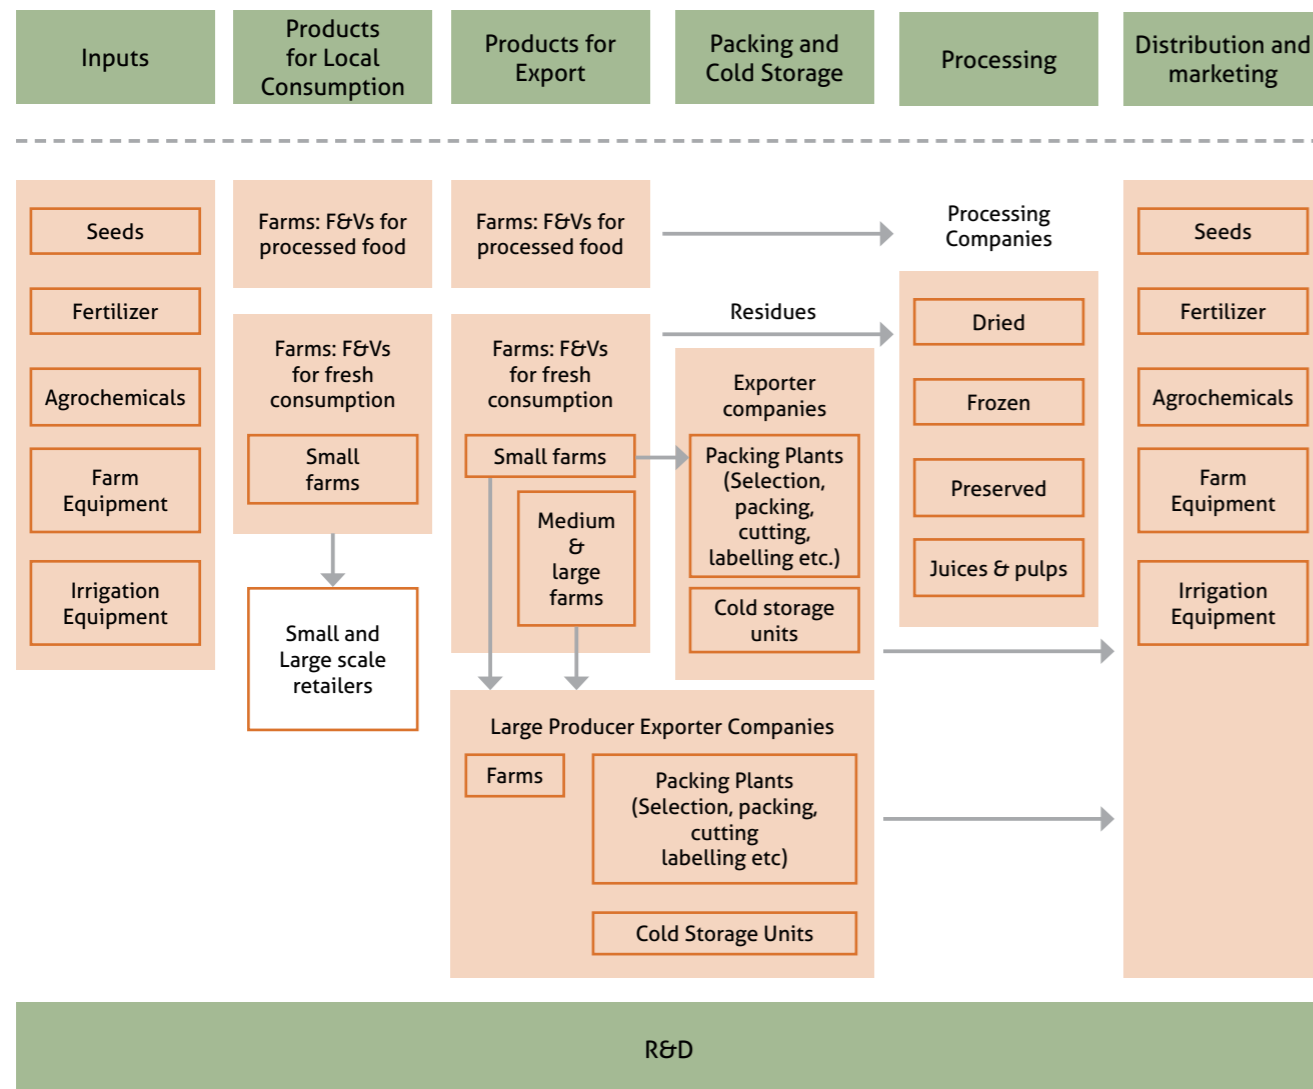 Inputs
Products
for Local
Consumption
Products for
Export
Packing and
Cold Storage
Processing
Distribution and
marketing
Seeds
Fertilizer
Agrochemicals
Farm
Equipment
Irrigation
Equipment
Farms: F&Vs for
processed food
Farms: F&Vs
for fresh
consumption
Small
farms
Small and
Large scale
retailers
Farms: F&Vs for
processed food
Farms: F&Vs
for fresh
consumption
Small farms
Medium
&
large
farms
Residues
Exporter
companies
Packing Plants
(Selection,
packing,
cutting,
labelling etc.)
Cold storage
units
Large Producer Exporter Companies
Farms
Packing Plants
(Selection, packing,
cutting
labelling etc)
Cold Storage Units
Processing
Companies
Dried
Frozen
Preserved
Juices & pulps
Seeds
Fertilizer
Agrochemicals
Farm
Equipment
Irrigation
Equipment
R&D